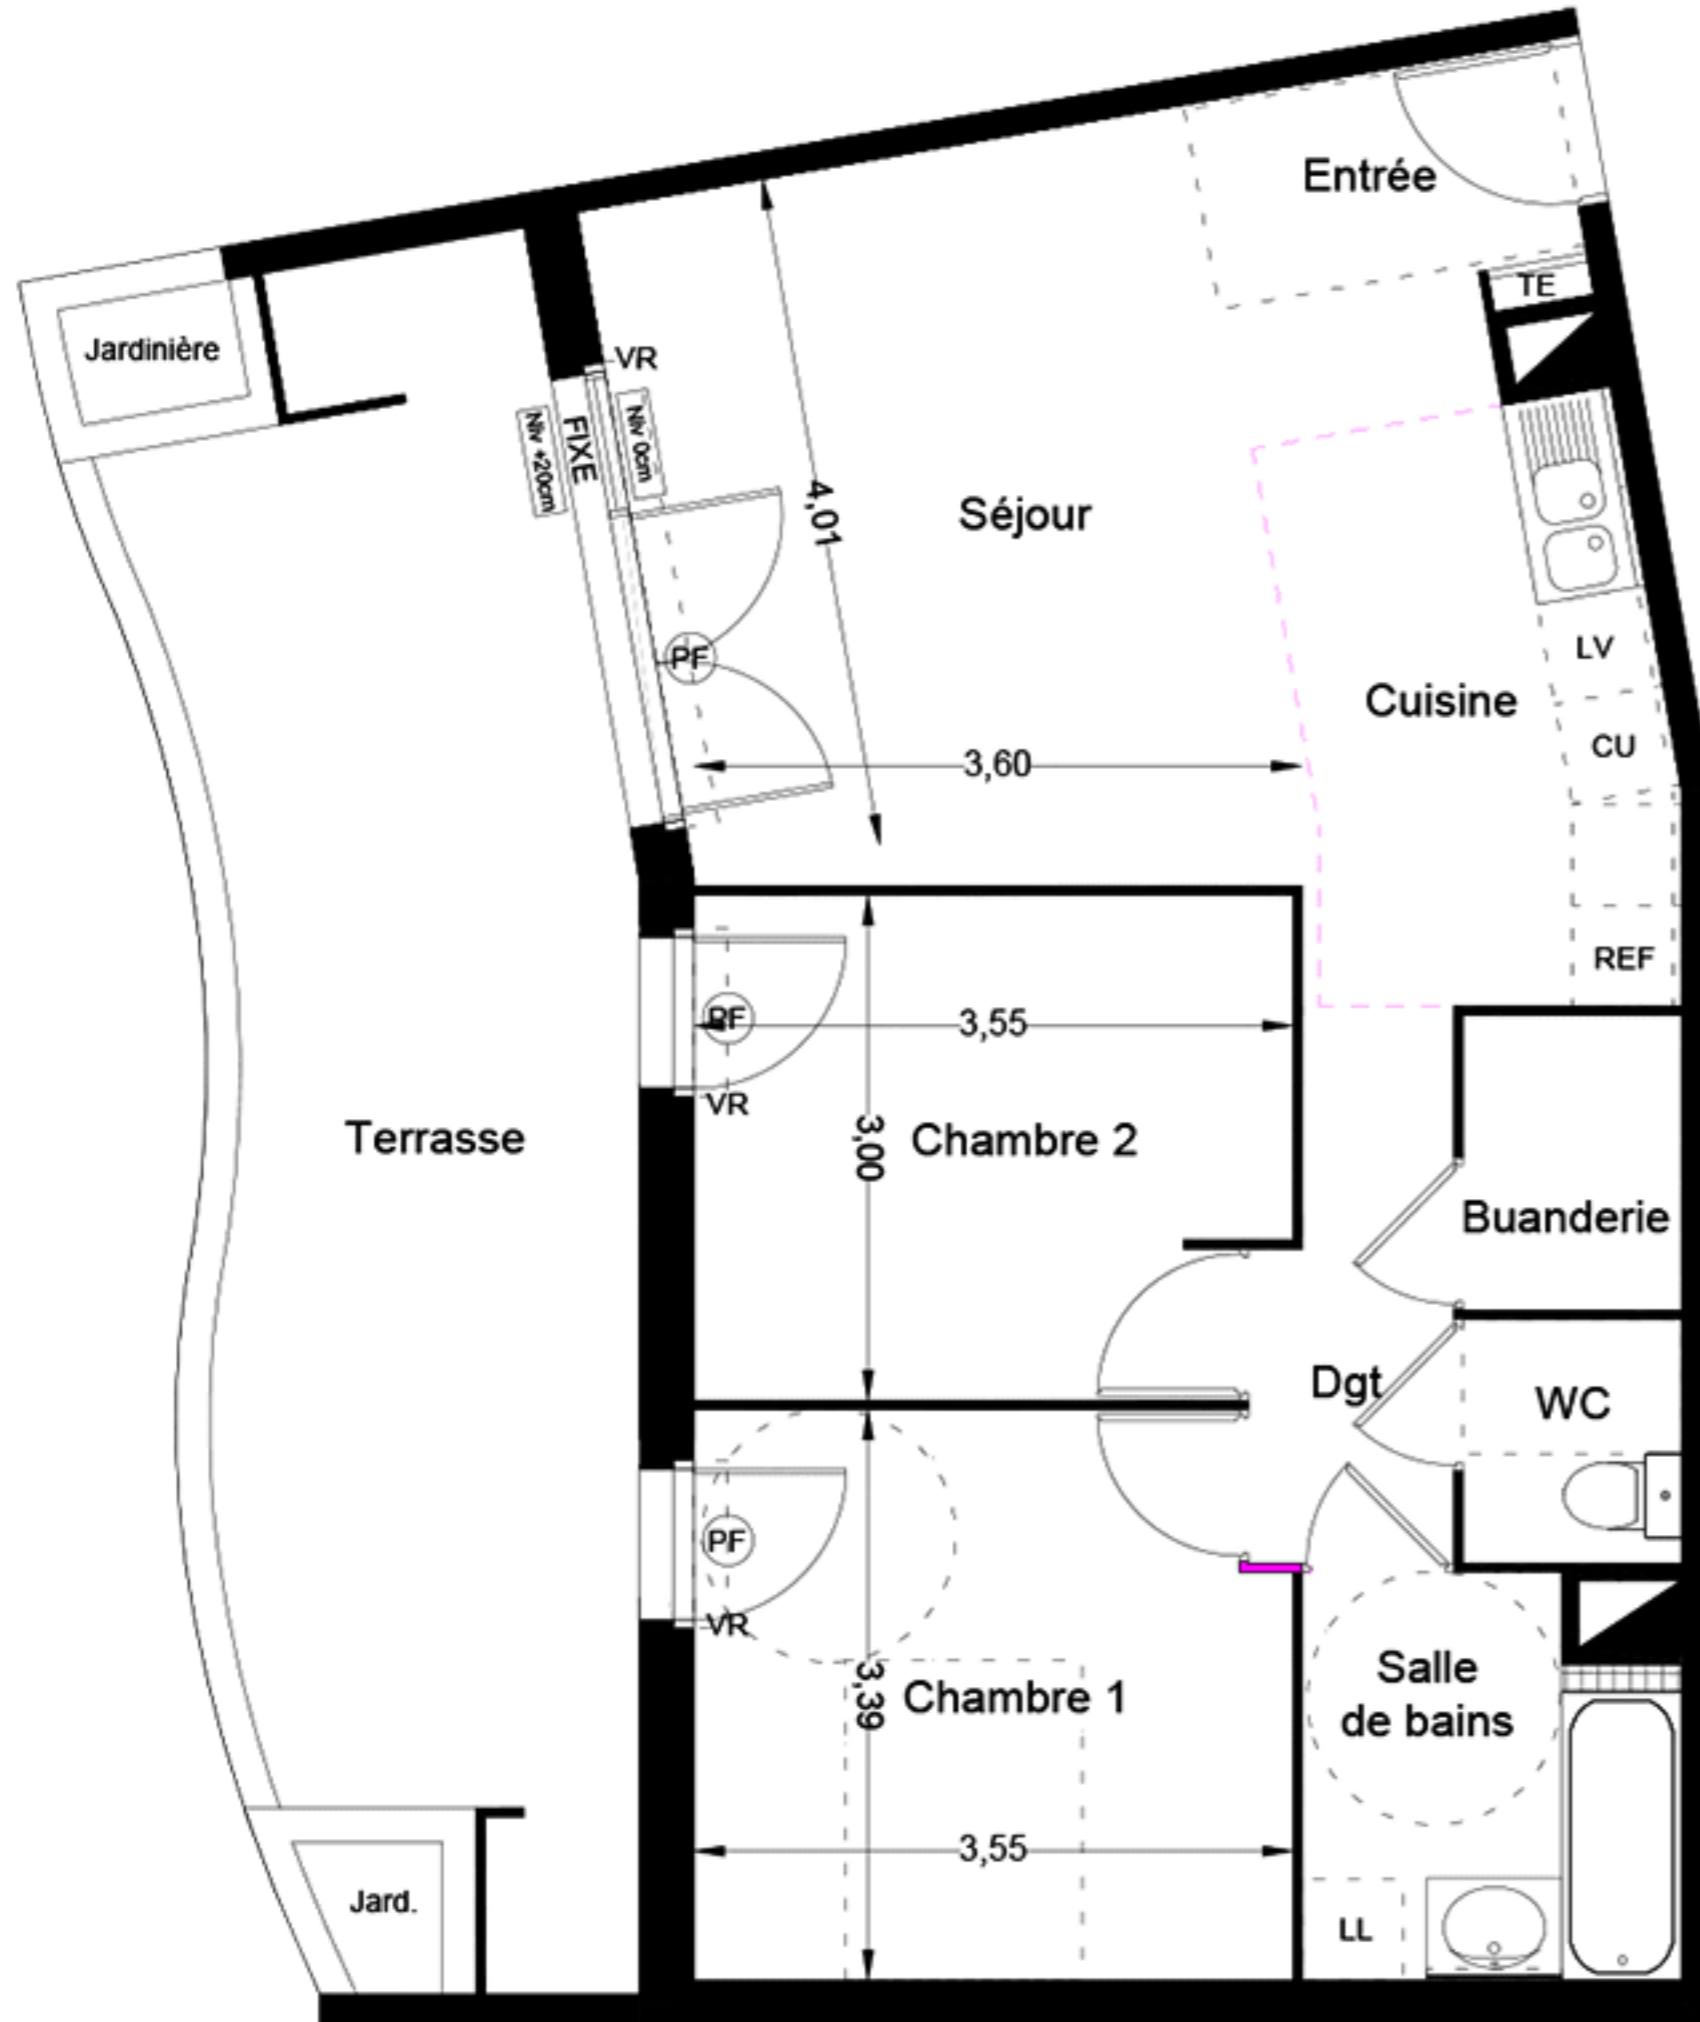 Entrée
TE
Jardinière
VR
Niv +20cm
FIXE
Niv 0cm
4,01
Séjour
PF
LV
Cuisine
CU
3,60
REF
PF
3,55
VR
Terrasse
3,00
Chambre 2
Buanderie
Dgt
WC
PF
VR
3,39
Chambre 1
Salle
de bains
3,55
Jard.
LL